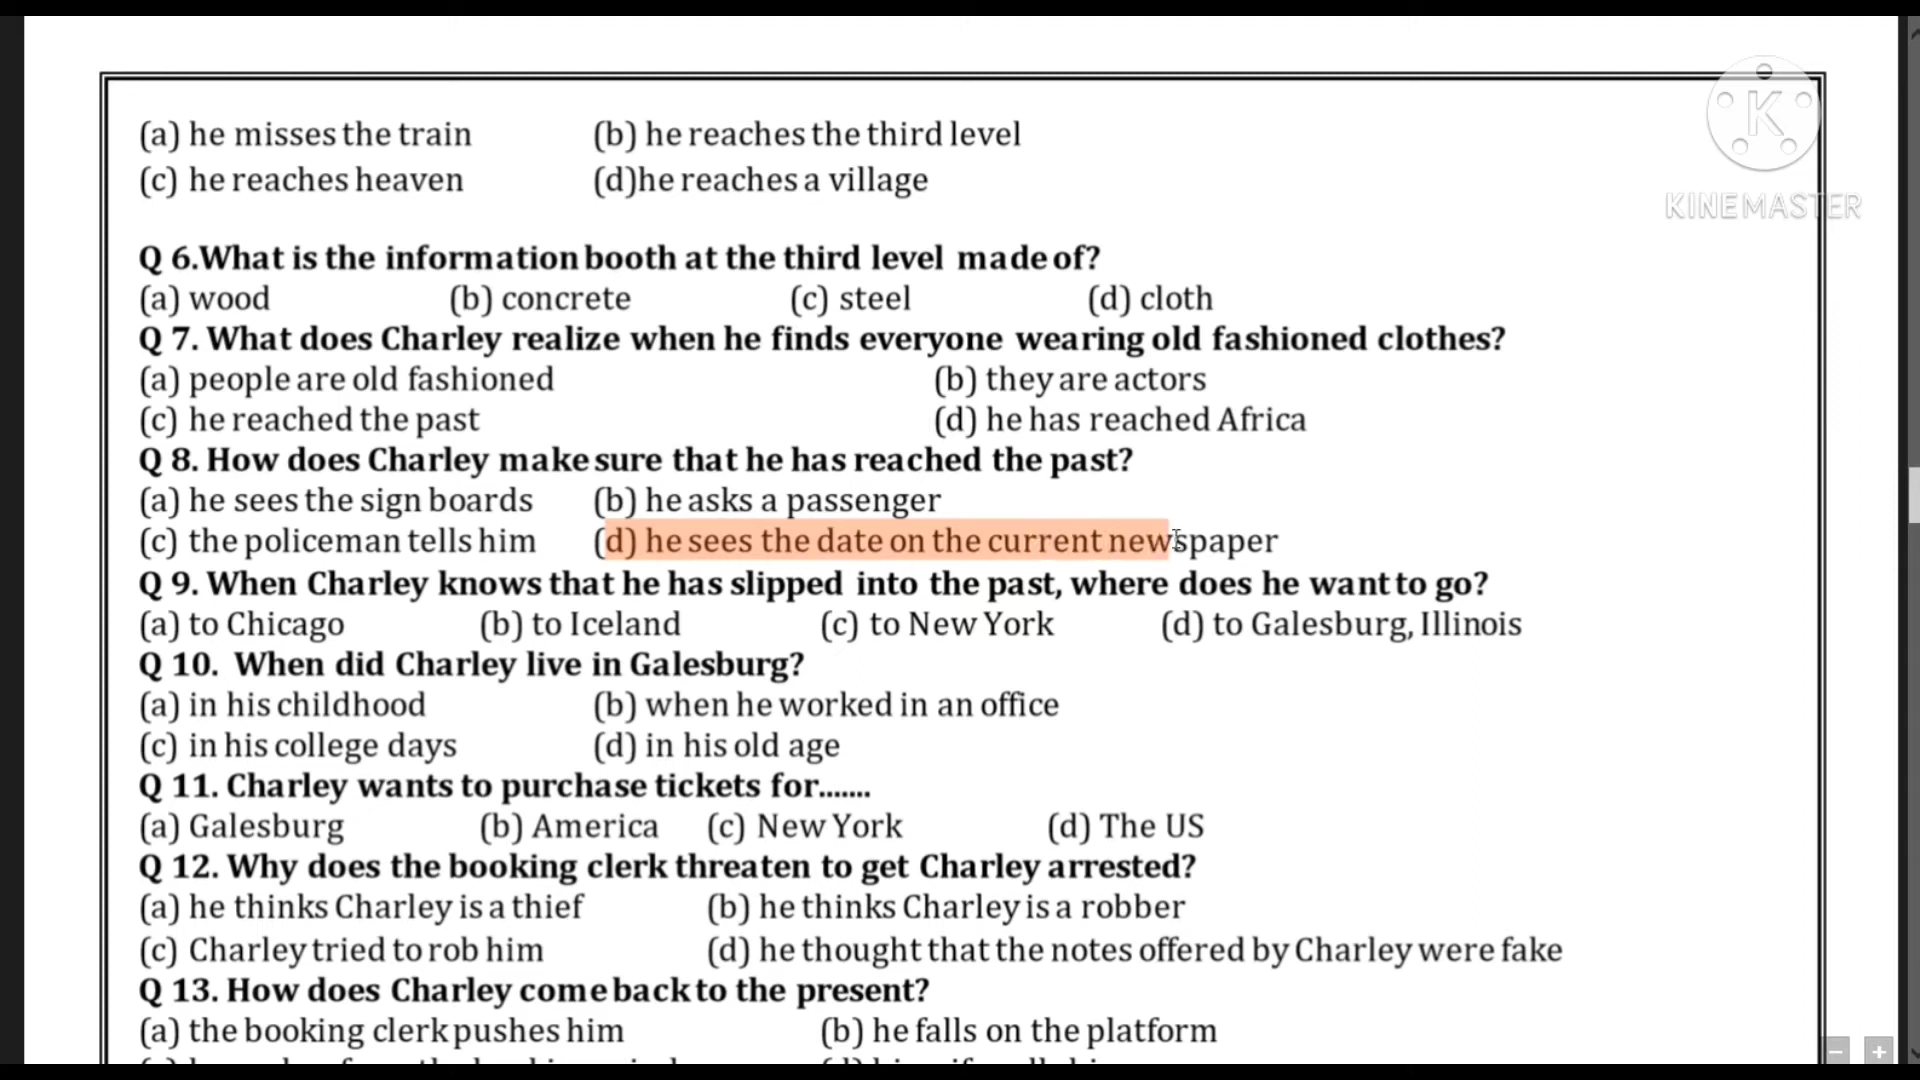 (a) he misses the train (b) he reaches the third level
(c) he reaches heaven (d)he reaches a village
K
KINEMASTER
Q 6.What is the information booth at the third level made of?
(a) wood (b) concrete (c) steel (d) cloth
Q 7. What does Charley realize when he finds everyone wearing old fashioned clothes?
(a) people are old fashioned (b) they are actors
(c) he reached the past (d) he has reached Africa
Q 8. How does Charley make sure that he has reached the past?
(a) he sees the sign boards (b) he asks a passenger
(c) the policeman tells him (d) he sees the date on the current newspaper
Q 9. When Charley knows that he has slipped into the past, where does he want to go?
(a) to Chicago (b) to Iceland (c) to New York (d) to Galesburg, Illinois
Q 10. When did Charley live in Galesburg?
(a) in his childhood (b) when he worked in an office
(c) in his college days (d) in his old age
Q 11. Charley wants to purchase tickets for.......
(a) Galesburg (b) America (c) New York (d) The US
Q 12. Why does the booking clerk threaten to get Charley arrested?
(a) he thinks Charley is a thief (b) he thinks Charley is a robber
(c) Charley tried to rob him (d) he thought that the notes offered by Charley were fake
Q 13. How does Charley come back to the present?
(a) the booking clerk pushes him (b) he falls on the platform